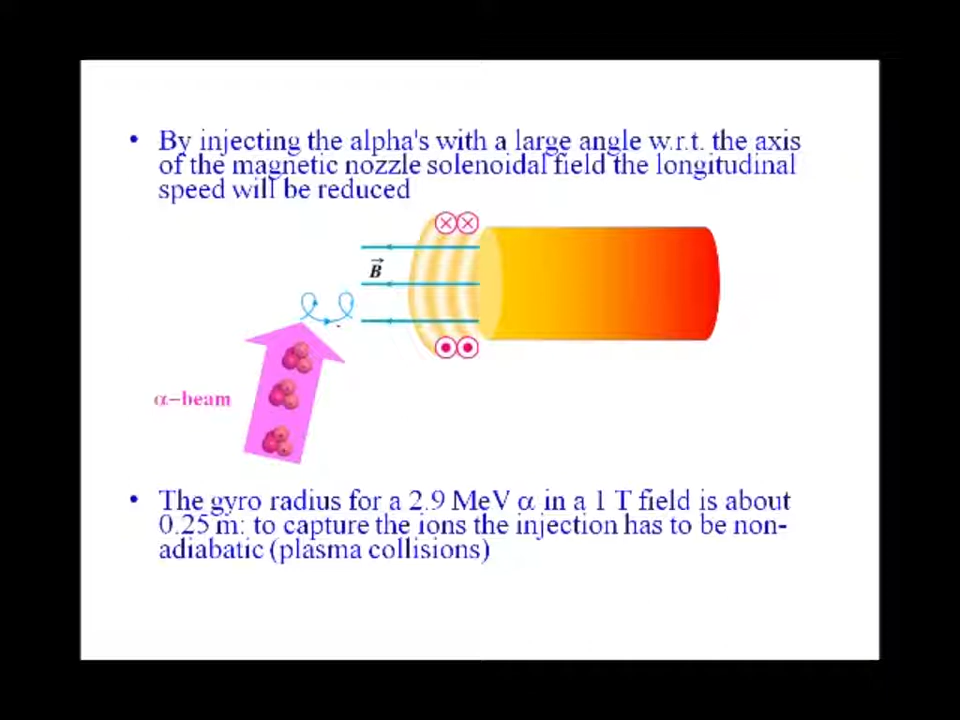 • By injecting the alpha's with a large angle w.r.t. the axis
of the magnetic nozzle solenoidal field the longitudinal
speed will be reduced
B
α–beam
• The gyro radius for a 2.9 MeV α in a 1 T field is about
0.25 m: to capture the ions the injection has to be non-
adiabatic (plasma collisions)